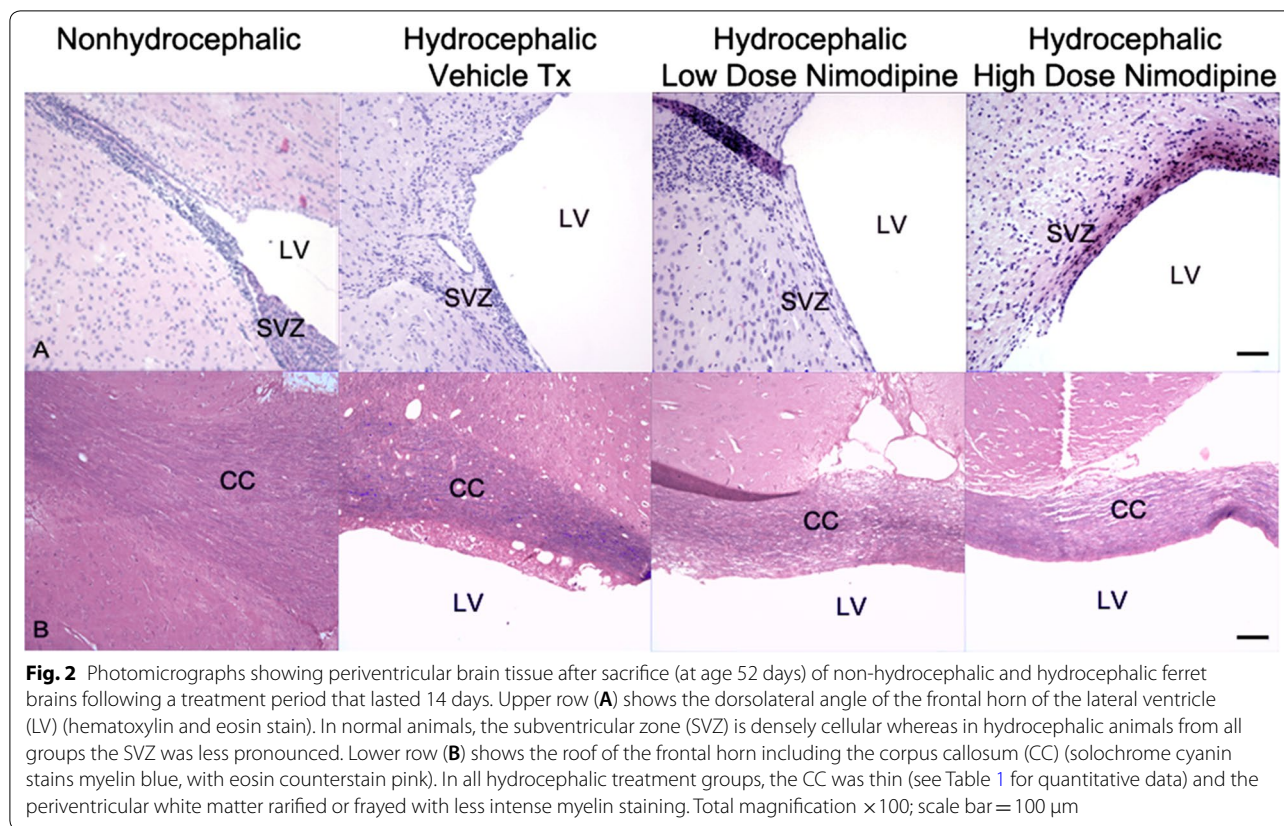 Nonhydrocephalic
Hydrocephalic
Vehicle Tx
Hydrocephalic
Low Dose Nimodipine
Hydrocephalic
High Dose Nimodipine
LV
SVZ
A
LV
SVZ
LV
SVZ
SVZ
LV
CC
B
CC
LV
CC
LV
CC
LV
Fig. 2 Photomicrographs showing periventricular brain tissue after sacrifice (at age 52 days) of non-hydrocephalic and hydrocephalic ferret
brains following a treatment period that lasted 14 days. Upper row (A) shows the dorsolateral angle of the frontal horn of the lateral ventricle
(LV) (hematoxylin and eosin stain). In normal animals, the subventricular zone (SVZ) is densely cellular whereas in hydrocephalic animals from all
groups the SVZ was less pronounced. Lower row (B) shows the roof of the frontal horn including the corpus callosum (CC) (solochrome cyanin
stains myelin blue, with eosin counterstain pink). In all hydrocephalic treatment groups, the CC was thin (see Table 1 for quantitative data) and the
periventricular white matter rarified or frayed with less intense myelin staining. Total magnification ×100; scale bar = 100 μm